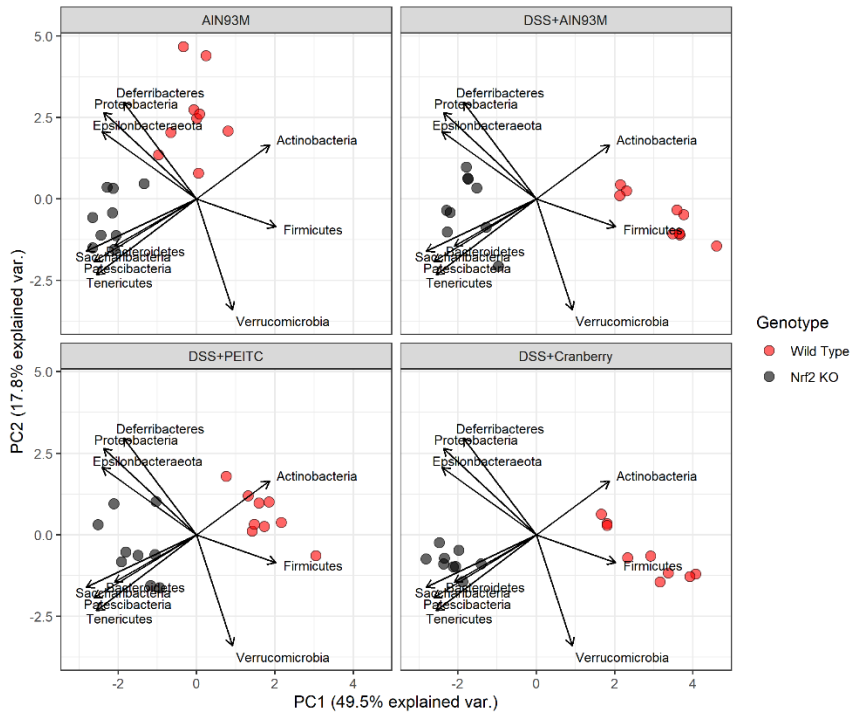 AIN93M
DSS+AIN93M
5.0
2.5
0.0
-2.5
Deferribacteres
Proteobacteria
Epsilonbacteraeota
Actinobacteria
Firmicutes
Bacteroidetes
Saccharibacteria
Patescibacteria
Tenericutes
Verrucomicrobia
Deferribacteres
Proteobacteria
Epsilonbacteraeota
Actinobacteria
Firmicutes
Bacteroidetes
Saccharibacteria
Patescibacteria
Tenericutes
Verrucomicrobia
DSS+PEITC
DSS+Cranberry
5.0
2.5
0.0
-2.5
Deferribacteres
Proteobacteria
Epsilonbacteraeota
Actinobacteria
Firmicutes
Bacteroidetes
Saccharibacteria
Patescibacteria
Tenericutes
Verrucomicrobia
Deferribacteres
Proteobacteria
Epsilonbacteraeota
Actinobacteria
Firmicutes
Bacteroidetes
Saccharibacteria
Patescibacteria
Tenericutes
Verrucomicrobia
-2
0
2
4
-2
0
2
4
PC1 (49.5% explained var.)
PC2 (17.8% explained var.)
Genotype
Wild Type
Nrf2 KO